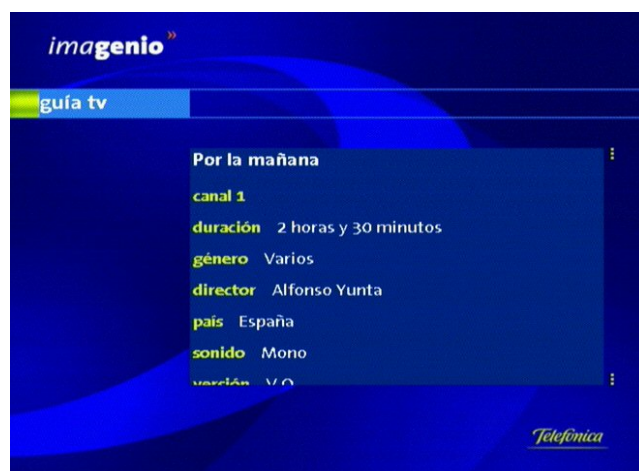 imagenio»
guía tv
Por la mañana
canal 1
duración 2 horas y 30 minutos
género Varios
director Alfonso Yunta
país España
sonido Mono
versión V.O
Telefónica